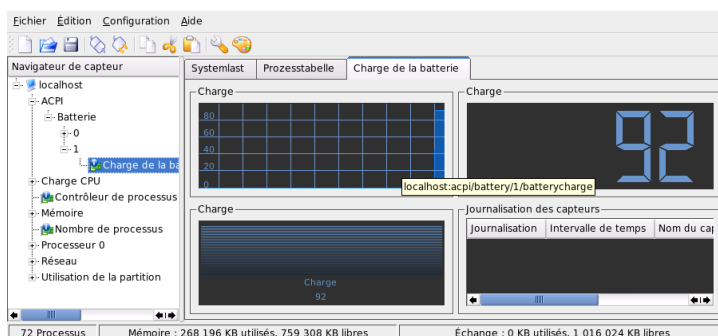 Fichier Édition Configuration Aide
Navigateur de capteur
localhost
ACPI
Batterie
0
1
Charge de la ba
Charge CPU
Contrôleur de processus
Mémoire
Nombre de processus
Processeur 0
Réseau
Utilisation de la partition
Systemlast Prozesstabelle Charge de la batterie
Charge
80
60
40
20
0
Charge
92
localhost:acpi/battery/1/batterycharge
Charge
Charge
92
Journalisation des capteurs
Journalisation Intervalle de temps Nom du cap
72 Processus Mémoire : 268 196 KB utilisés, 759 308 KB libres Échange : 0 KB utilisés, 1 016 024 KB libres